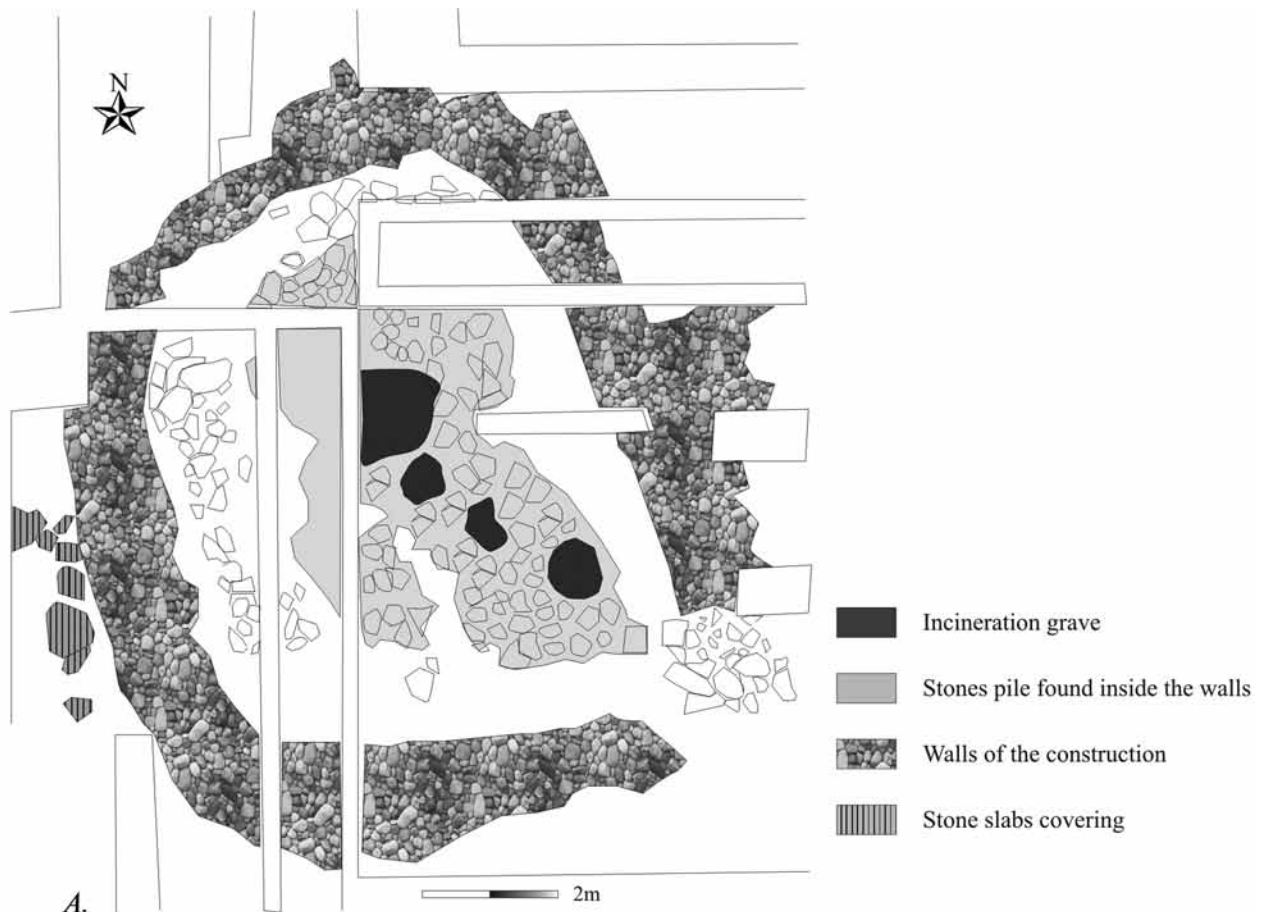 N
Incineration grave
Stones pile found inside the walls
Walls of the construction
Stone slabs covering
2m
A.